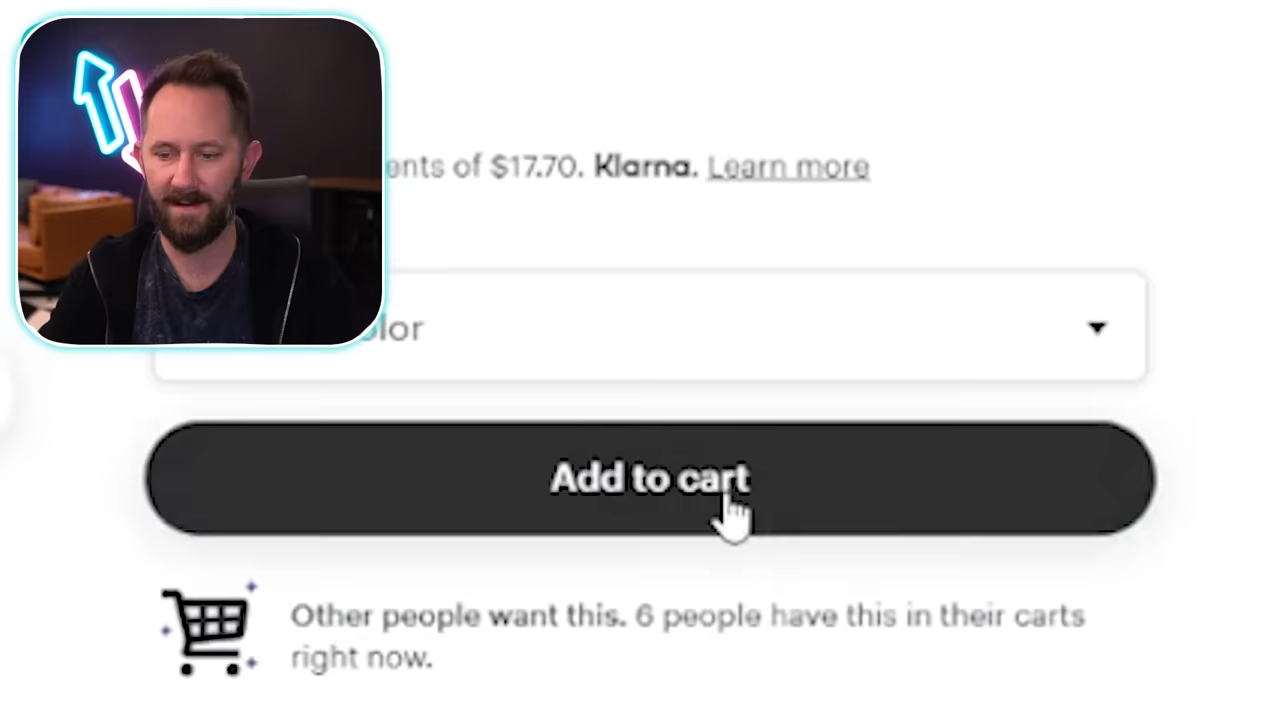 ents of $17.70. Klarna. Learn more
olor
Add to cart
Other people want this. 6 people have this in their carts
right now.